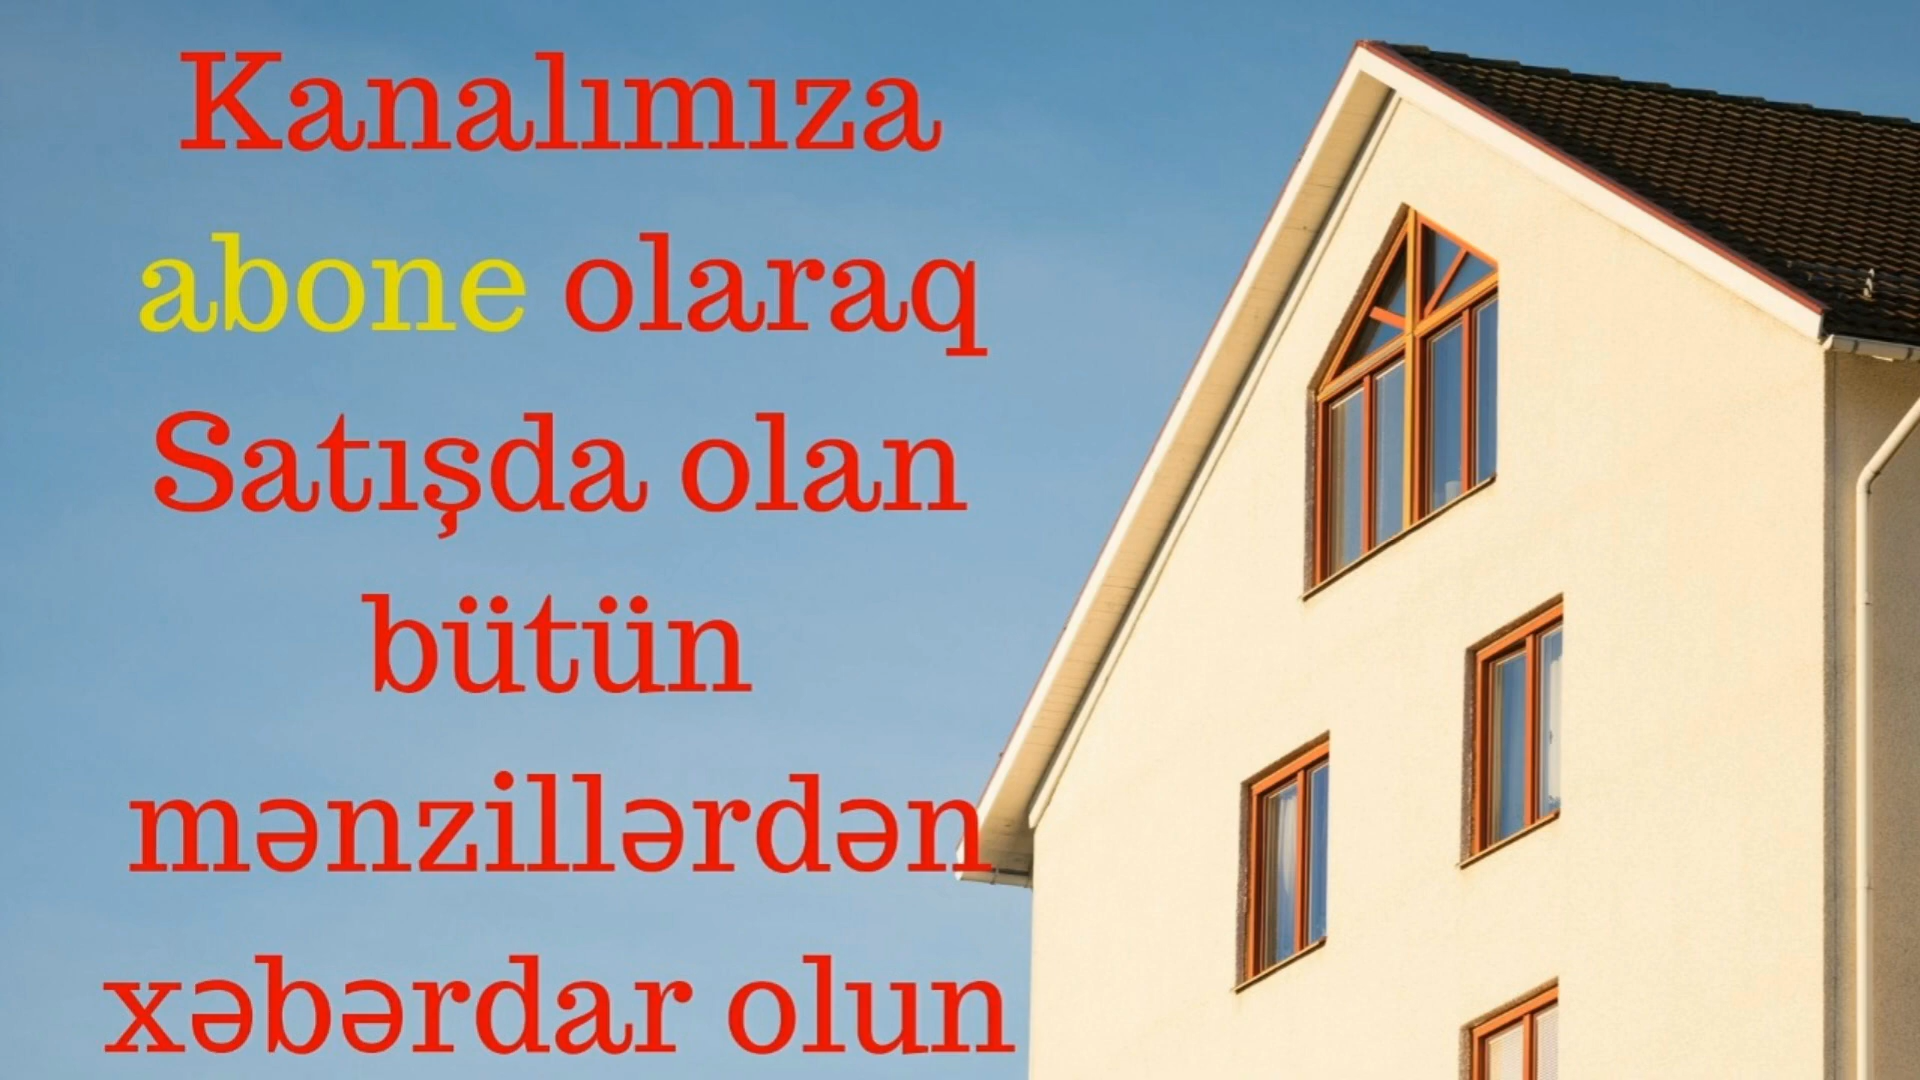 Kanalımıza
abone olaraq
Satışda olan
bütün
mənzillərdən
xəbərdar olun